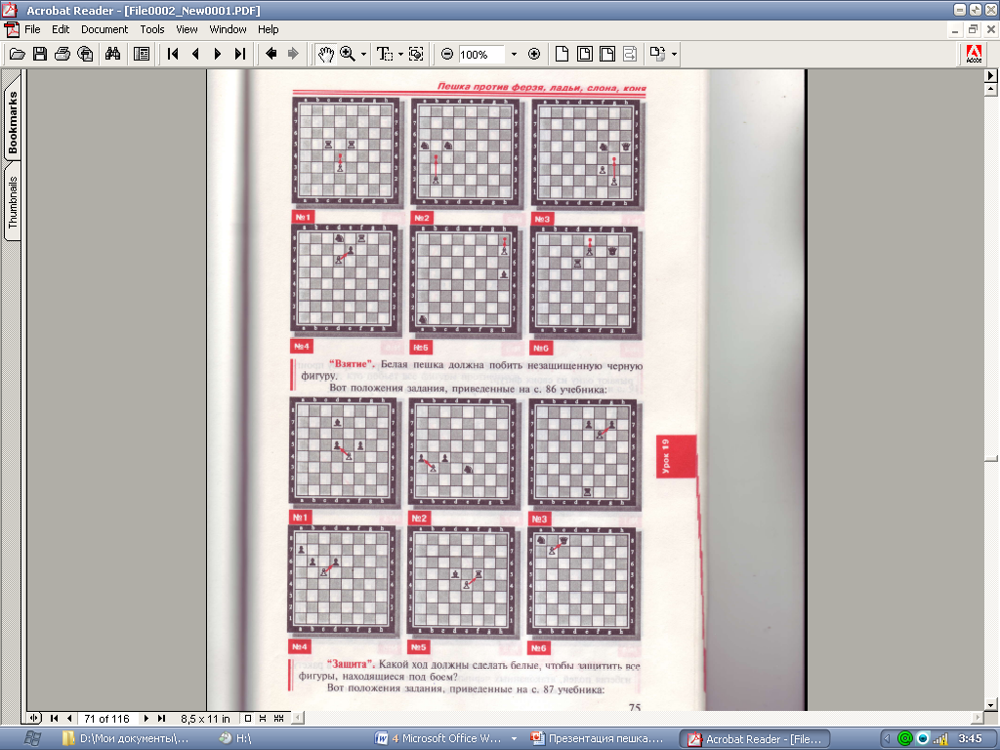 Acrobat Reader - [File0002_New0001.PDF]
File Edit Document Tools View Window Help
100%
Bookmarks
Thumbnails
Пешка против ферзя, ладьи, слона, коня
№1 №2 №3
№4 №5 №6
"Взятие". Белая пешка должна побить незащищенную черную
фигуру.
Вот положения задания, приведенные на с. 86 учебника:
Урок 19
№1 №2 №3
№4 №5 №6
"Защита". Какой ход должны сделать белые, чтобы защитить все
фигуры, находящиеся под боем?
Вот положения задания, приведенные на с. 87 учебника:
75
71 of 116 8,5 x 11 in
D:\Мои документы\... H:\ 4 Microsoft Office W... Презентация пешка.... Acrobat Reader - [File... 3:45